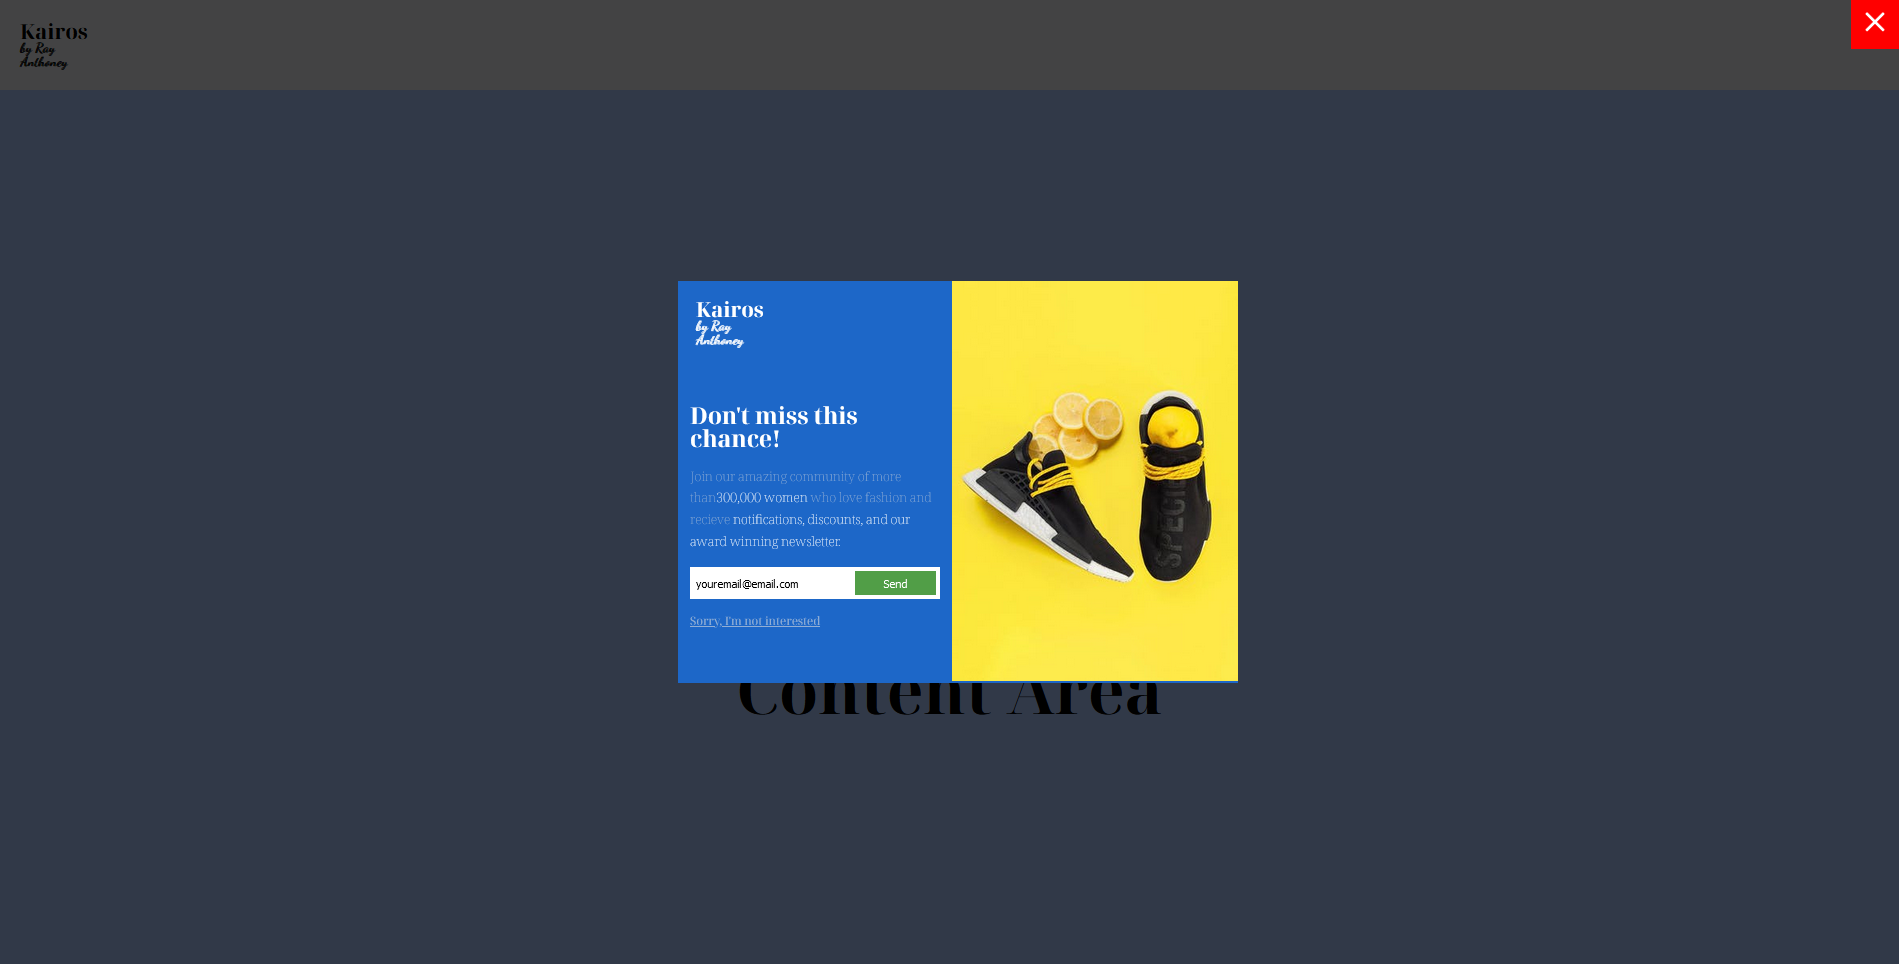 Kairos
by Ray
Anthoney
Kairos
by Ray
Anthoney
Don't miss this
chance!
Join our amazing community of more
than300,000 women who love fashion and
recieve notifications, discounts, and our
award winning newsletter.
youremail@email.com
Send
Sorry, I'm not interested
SPECIE
Content Area